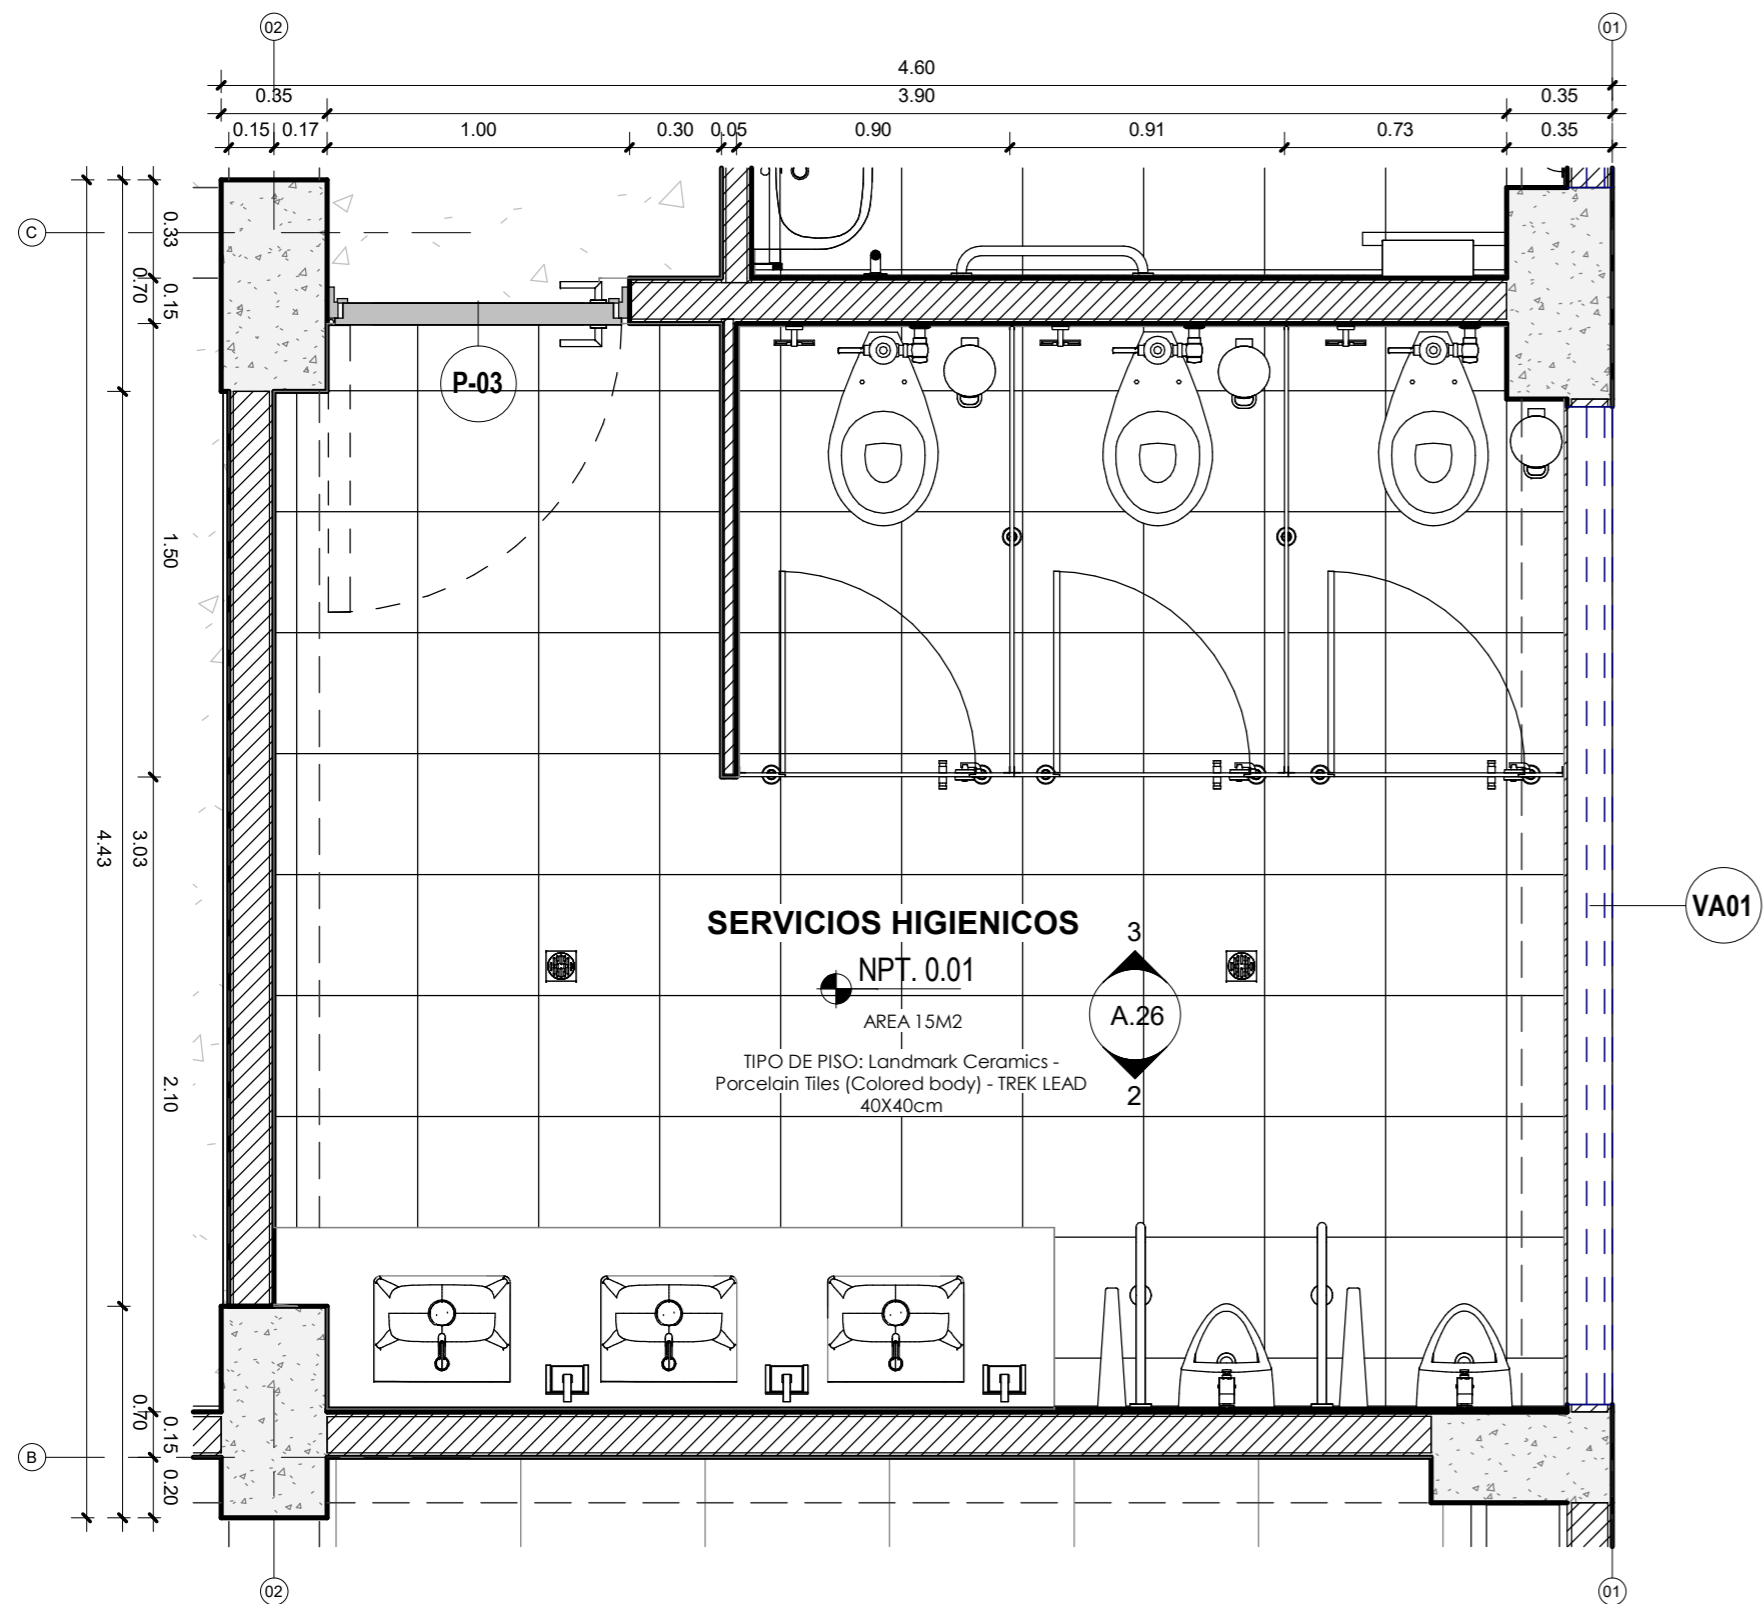 02
01
4.60
0.35
3.90
0.35
0.15
0.17
1.00
0.30
0.05
0.90
0.91
0.73
0.35
C
0.33
0.70
0.15
P-03
1.50
4.43
3.03
VA01
SERVICIOS HIGIENICOS
3
NPT. 0.01
A.26
AREA 15M2
TIPO DE PISO: Landmark Ceramics -
Porcelain Tiles (Colored body) - TREK LEAD
40X40cm
2
2.10
0.70
0.15
B
0.20
02
01